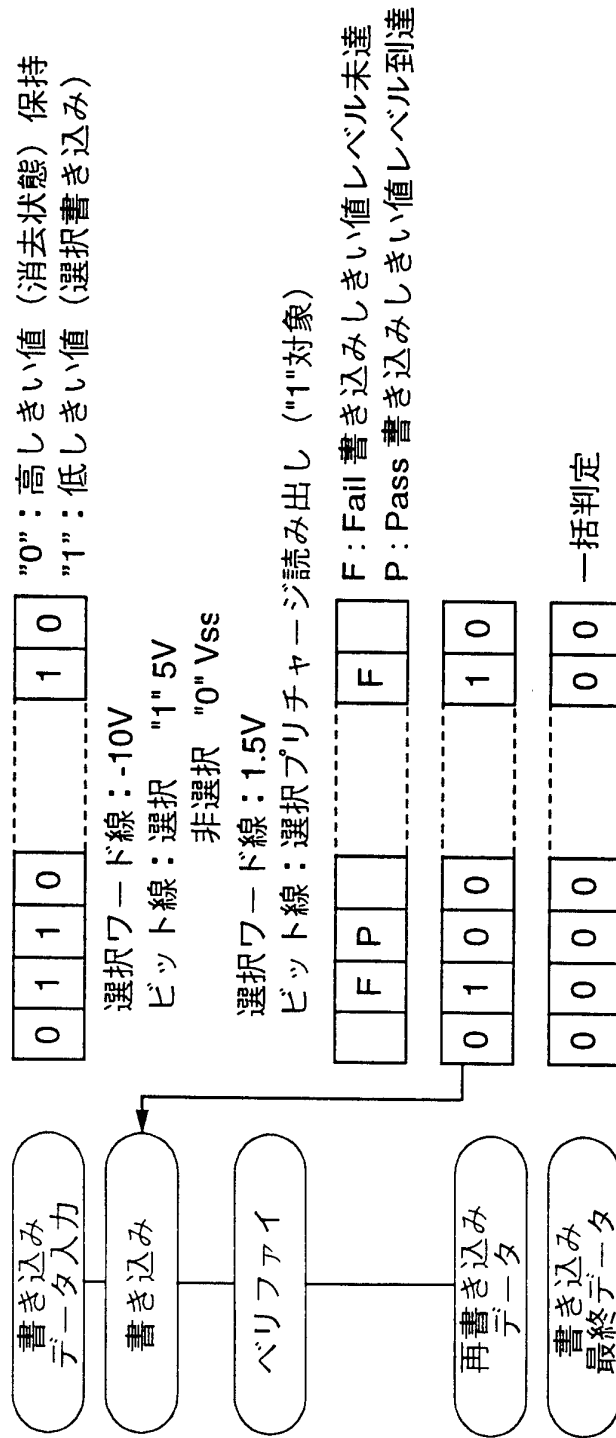 書き込み
データ入力
0 1 1 0 1 0
"0"：高しきい値（消去状態）保持
"1"：低しきい値（選択書き込み）
書き込み
選択ワード線：-10V
ビット線：選択 "1" 5V
非選択 "0" Vss
ベリファイ
選択ワード線：1.5V
ビット線：選択プリチャージ読み出し（"1"対象）
F P F
F : Fail 書き込みしきい値レベル未達
P : Pass 書き込みしきい値レベル到達
再書き込み
データ
0 1 0 0 1 0
書き込み
最終データ
0 0 0 0 0 0
一括判定